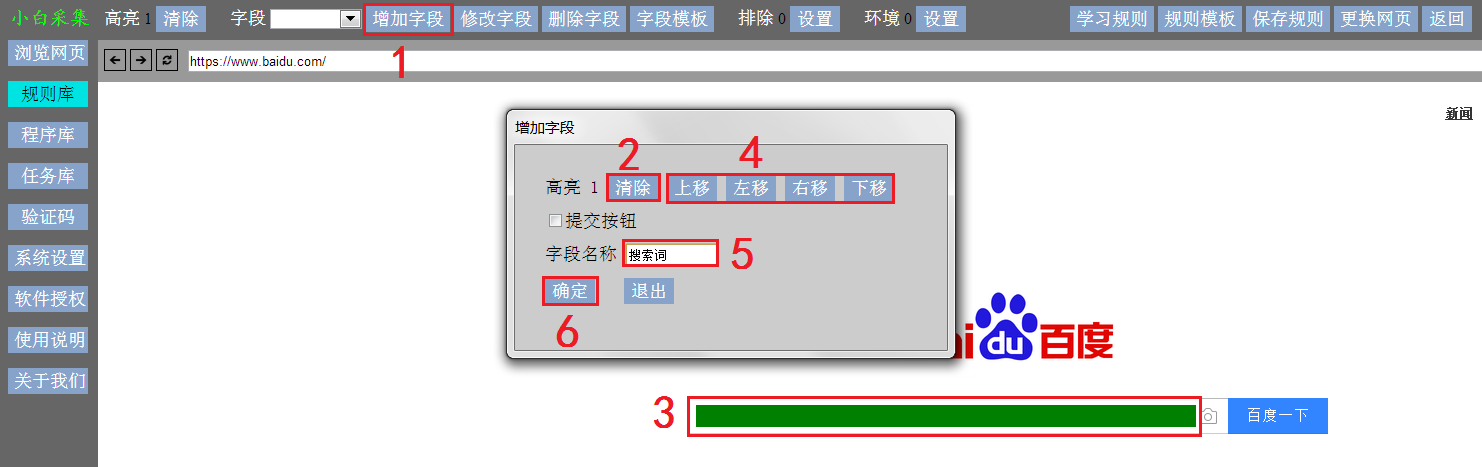 小白采集 高亮 1 清除 字段 增加字段 修改字段 删除字段 字段模板 排除 0 设置 环境 0 设置 学习规则 规则模板 保存规则 更换网页 返回
浏览网页
1
https://www.baidu.com/
规则库
新闻
增加字段
程序库
2
4
任务库
高亮 1 清除 上移 左移 右移 下移
验证码
提交按钮
系统设置
字段名称 搜索词 5
软件授权
确定 退出
6
使用说明
du 百度
关于我们
3
百度一下